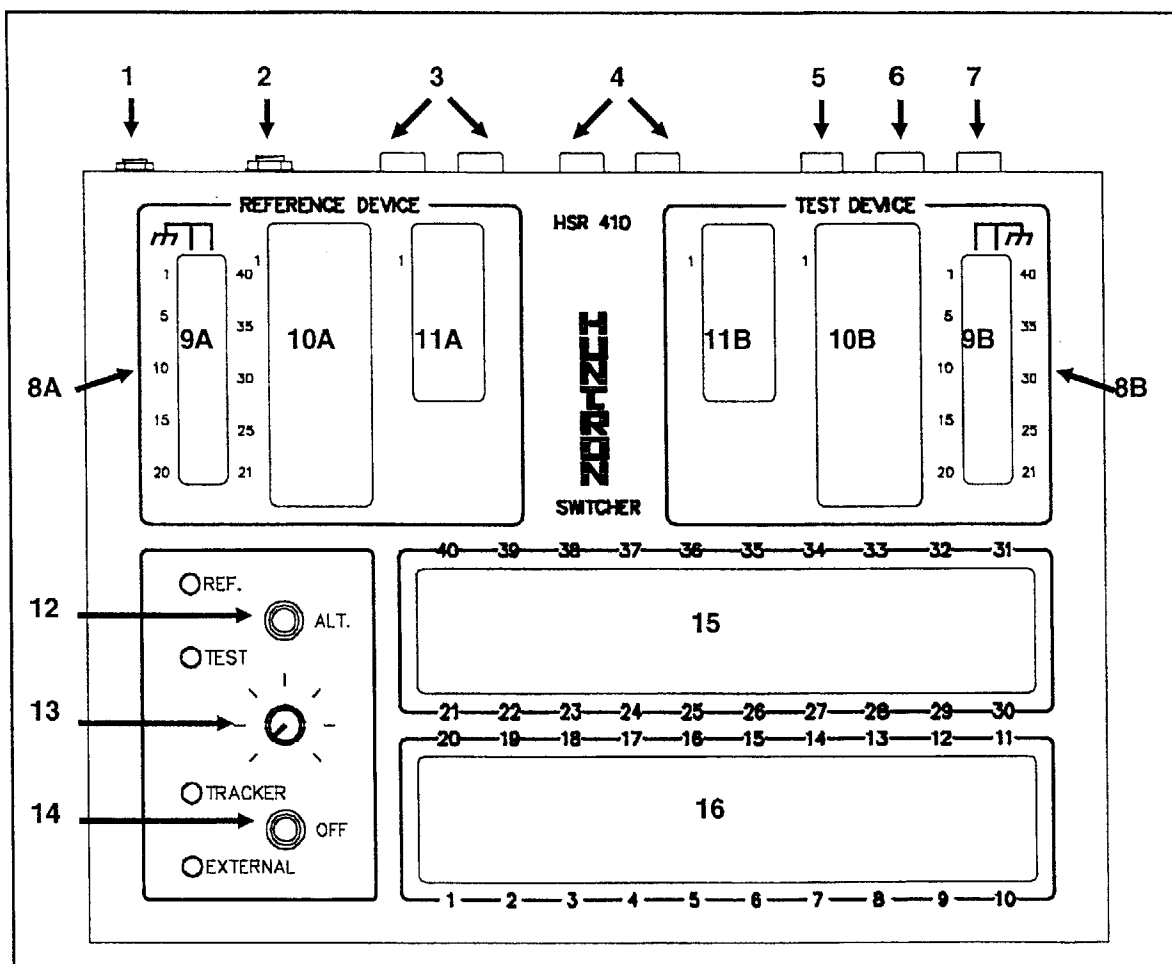 1 2 3 4 5 6 7
REFERENCE DEVICE
HSR 410
TEST DEVICE
1 40 1 1
5 35
9A 10A 11A
10 30
15 25
20 21
8A
HUNTRON
SWITCHER
1 1 1 40
5 35
11B 10B 9B
10 30
15 25
20 21
8B
REF.
12
ALT.
TEST
13
TRACKER
14
OFF
EXTERNAL
40 39 38 37 36 35 34 33 32 31
15
21 22 23 24 25 26 27 28 29 30
20 19 18 17 16 15 14 13 12 11
16
1 2 3 4 5 6 7 8 9 10